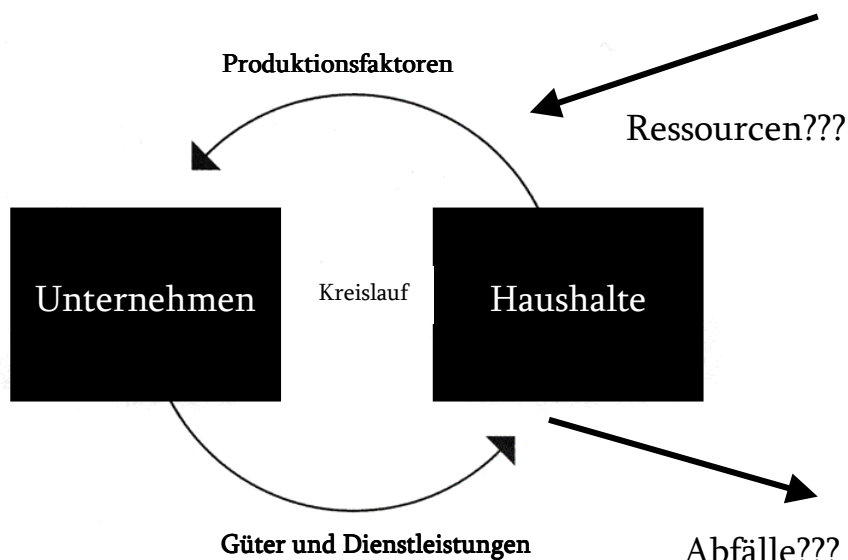 Produktionsfaktoren
Ressourcen???
Unternehmen
Kreislauf
Haushalte
Güter und Dienstleistungen
Abfälle???